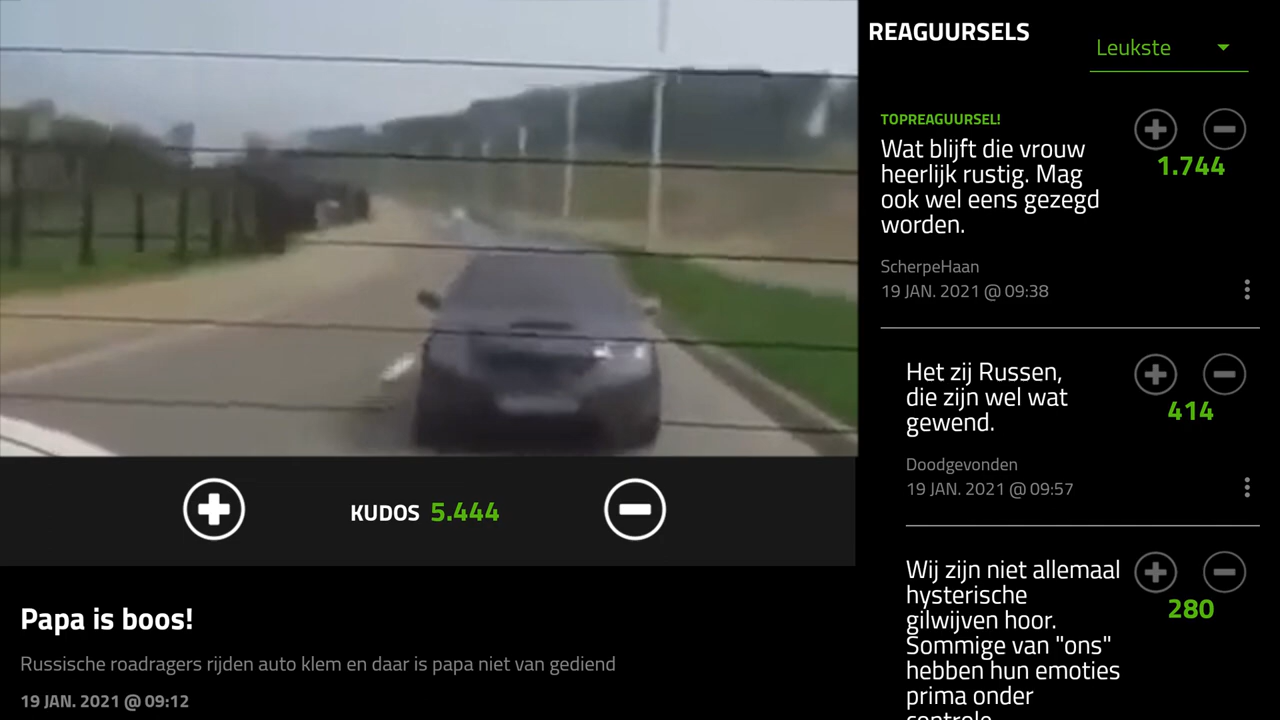 REAGUURSELS
Leukste
TOPREAGUURSEL!
Wat blijft die vrouw
heerlijk rustig. Mag
ook wel eens gezegd
worden.
1.744
ScherpeHaan
19 JAN. 2021 @ 09:38
Het zij Russen,
die zijn wel wat
gewend.
414
Doodgevonden
19 JAN. 2021 @ 09:57
Wij zijn niet allemaal
hysterische
gilwijven hoor.
Sommige van "ons"
hebben hun emoties
prima onder
controle.
280
KUDOS 5.444
Papa is boos!
Russische roadragers rijden auto klem en daar is papa niet van gediend
19 JAN. 2021 @ 09:12